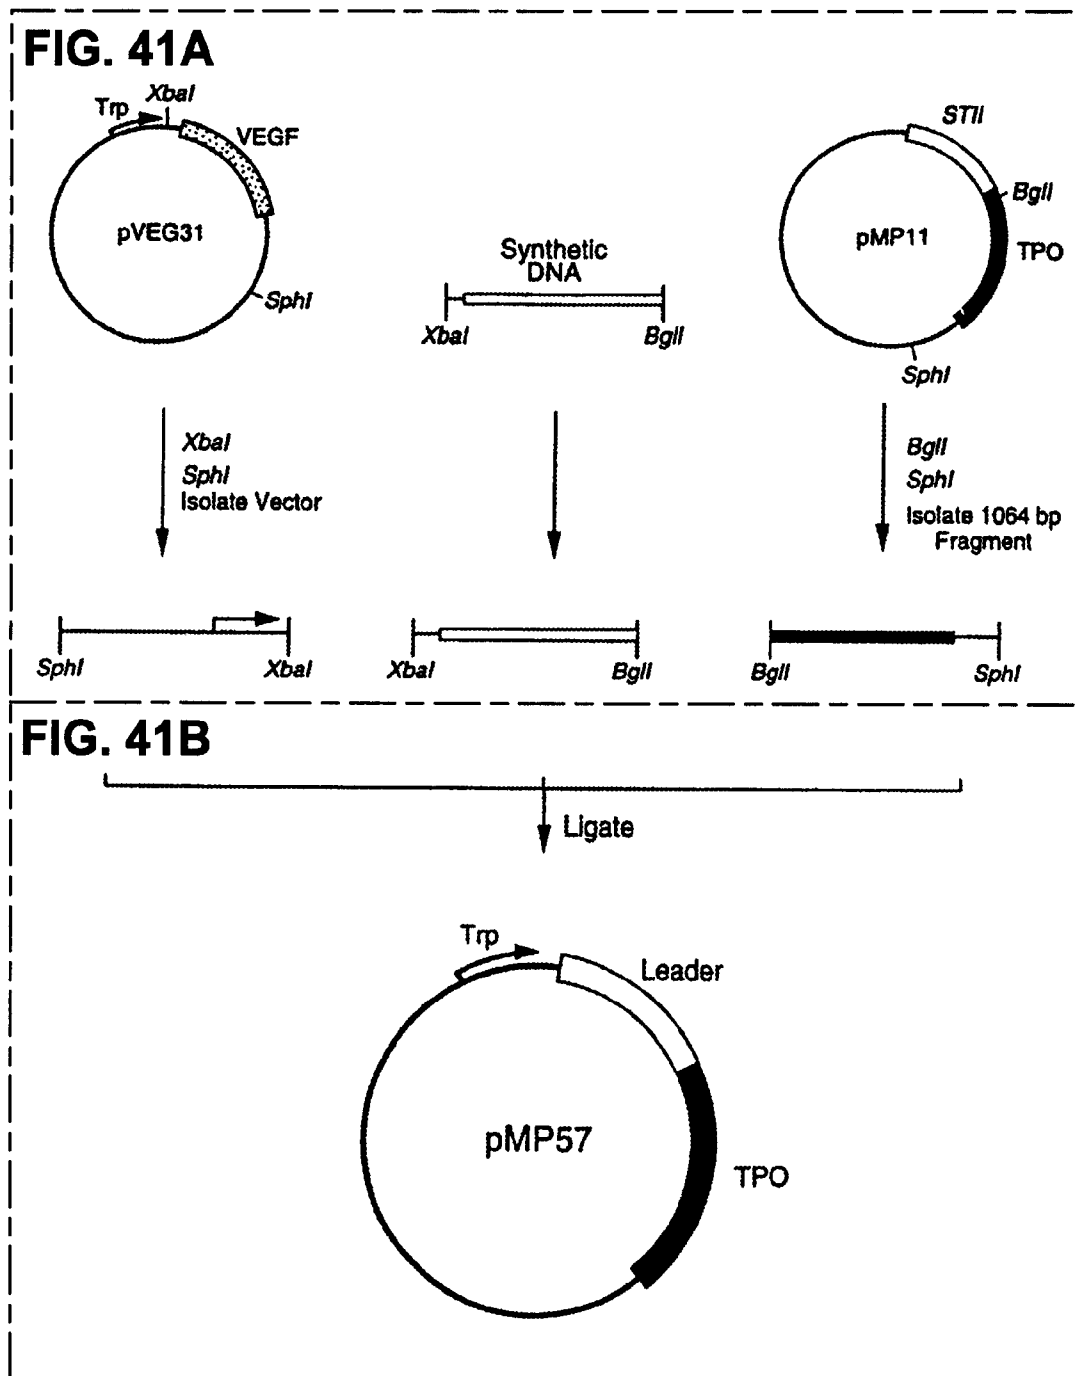 FIG. 41A
Trp
XbaI
VEGF
pVEG31
SphI
Synthetic
DNA
XbaI
BglI
STII
BglI
pMP11
TPO
SphI
XbaI
SphI
Isolate Vector
BglI
SphI
Isolate 1064 bp
Fragment
SphI
XbaI
XbaI
BglI
BglI
SphI
FIG. 41B
Ligate
Trp
Leader
pMP57
TPO